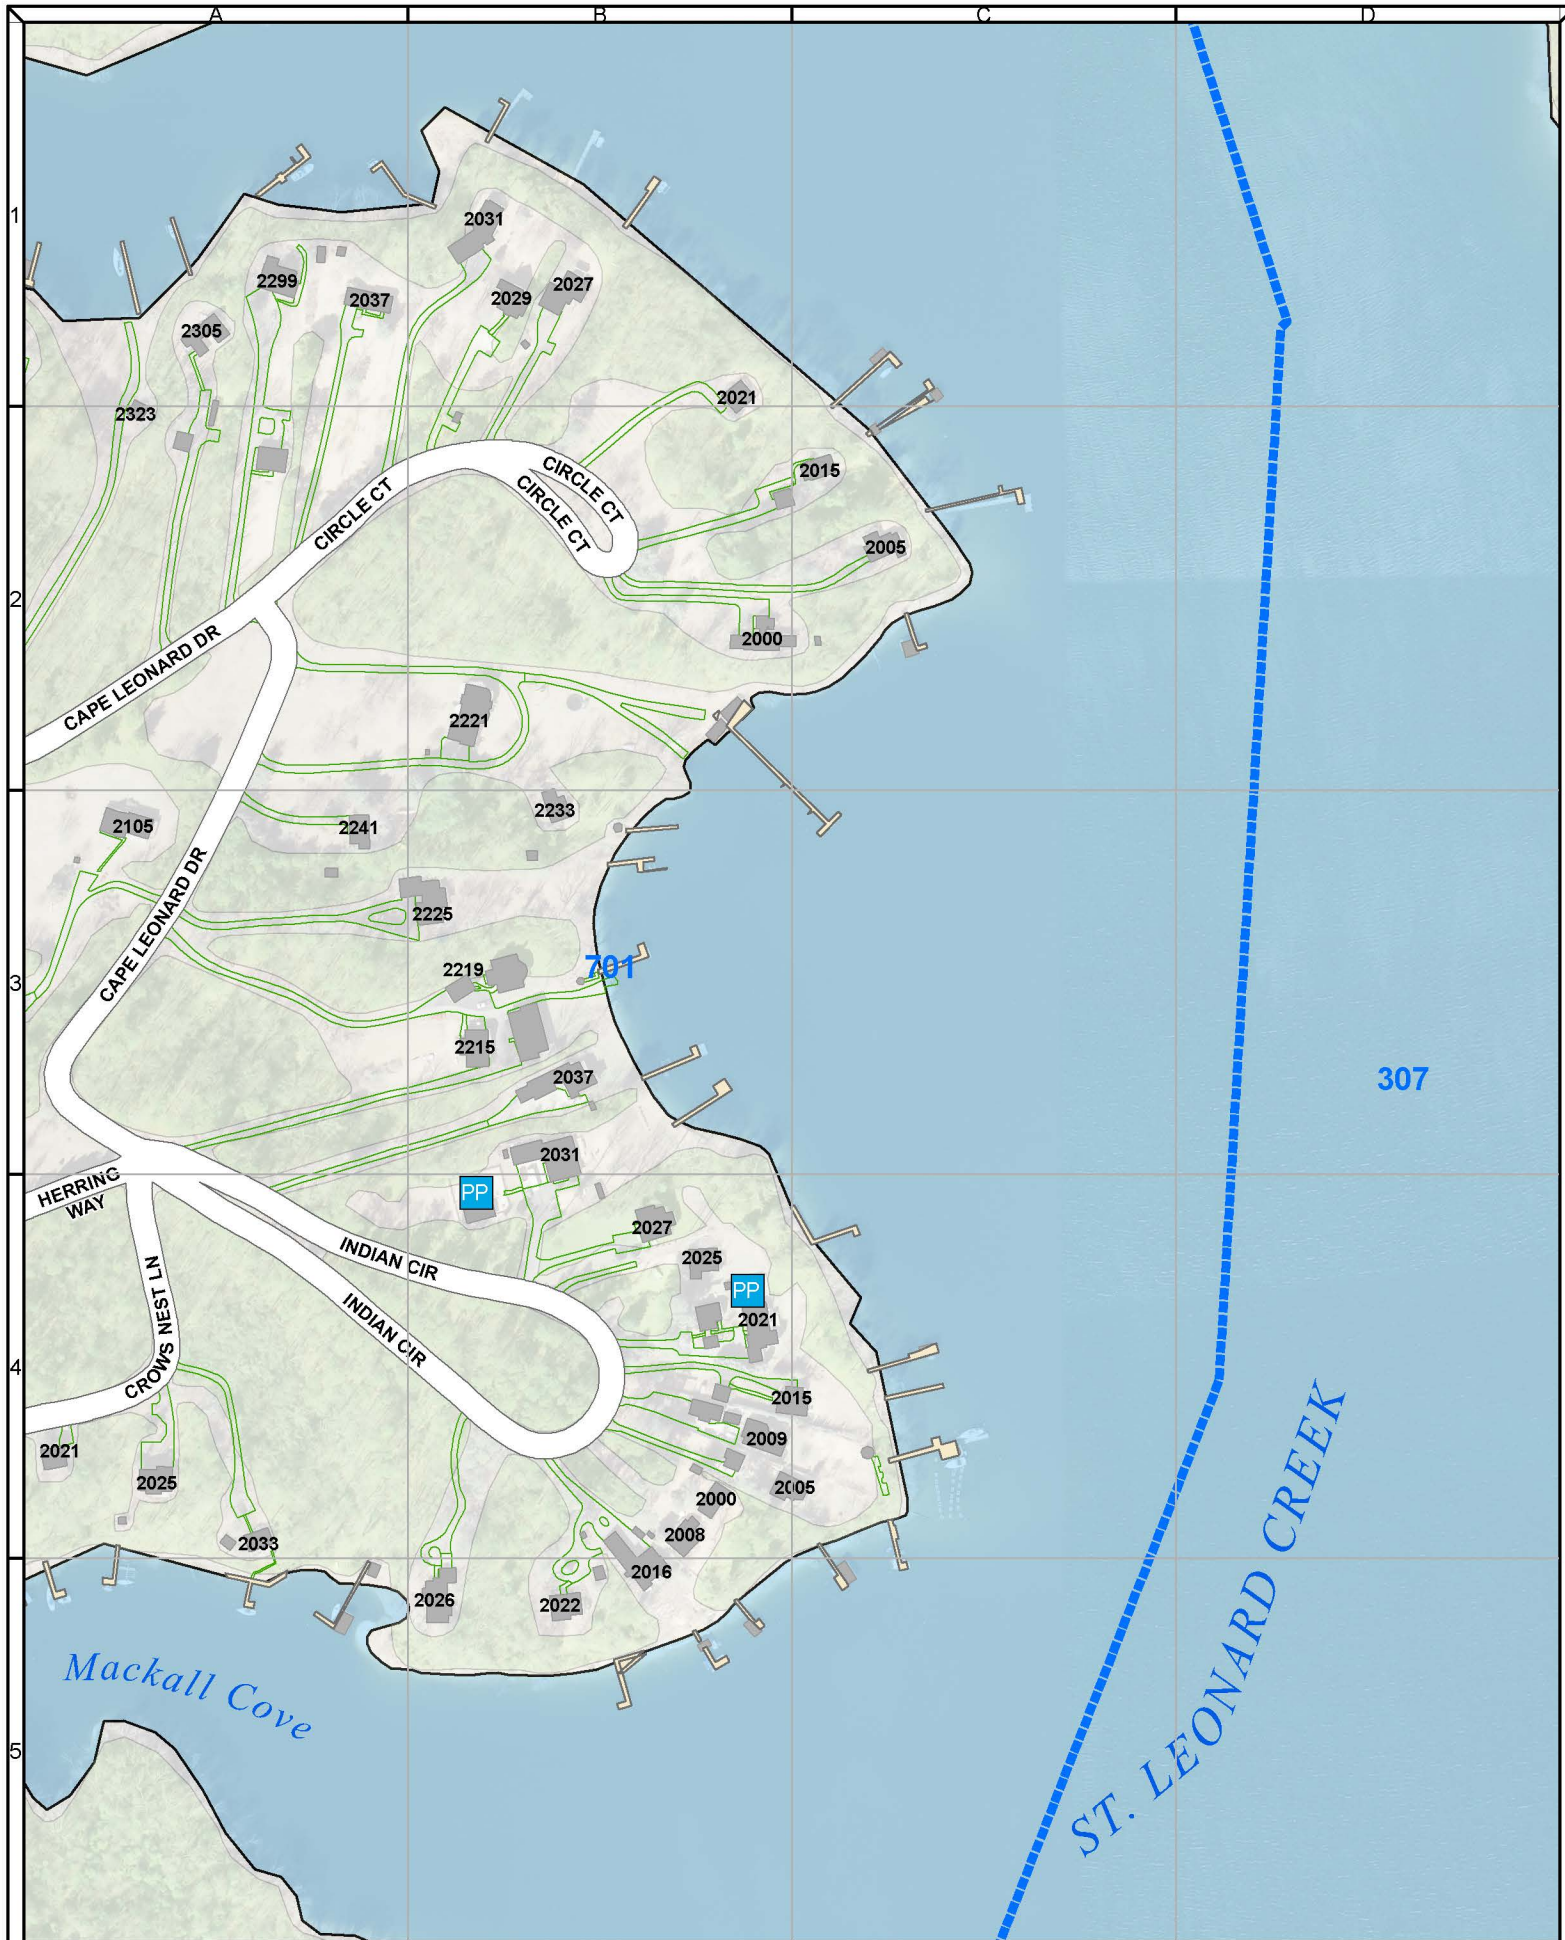 A
B
C
D
1
2031
2299
2027
2037
2029
2305
2021
2323
CIRCLE CT
2015
CIRCLE CT
CIRCLE CT
2005
2
2000
CAPE LEONARD DR
2221
2233
2105
2241
CAPE LEONARD DR
2225
701
2219
3
2215
2037
307
2031
HERRING
WAY
PP
2027
INDIAN CIR
2025
PP
CROWS NEST LN
2021
INDIAN CIR
4
2015
2009
2021
2025
2005
2000
2008
2033
2016
2026
2022
ST. LEONARD CREEK
Mackall Cove
5